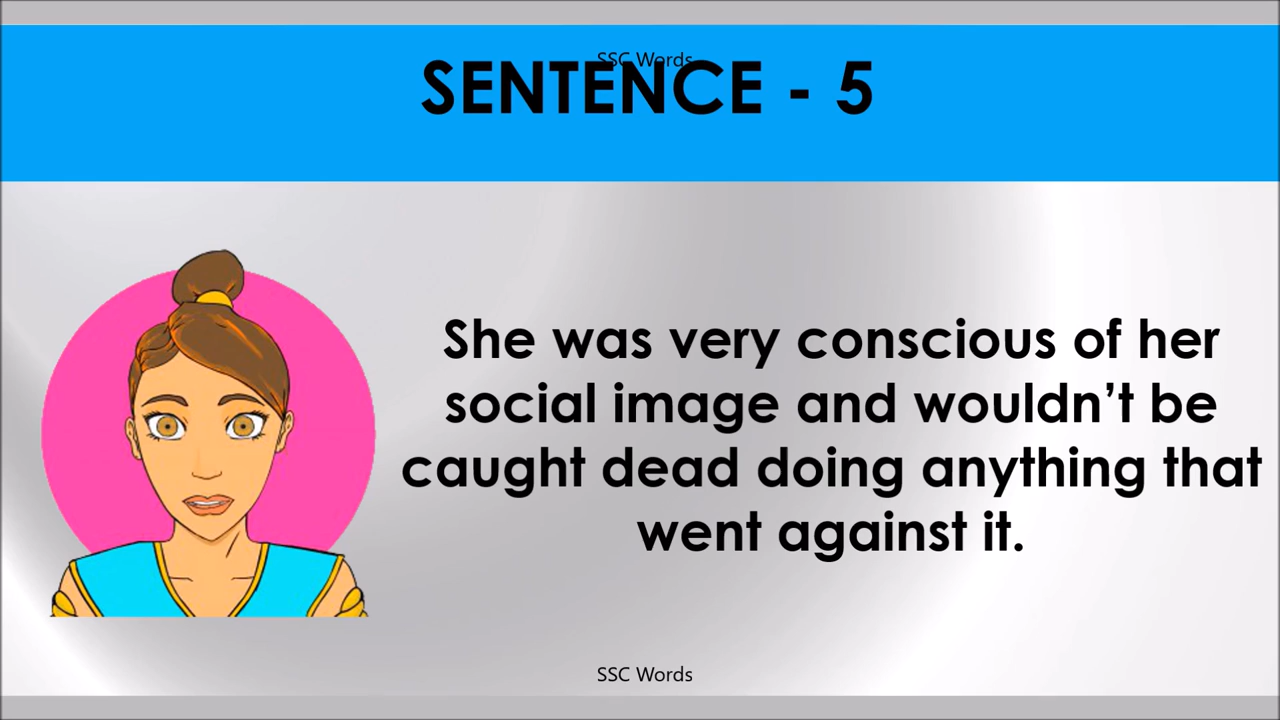 SSC Words
SENTENCE - 5
She was very conscious of her
social image and wouldn’t be
caught dead doing anything that
went against it.
SSC Words